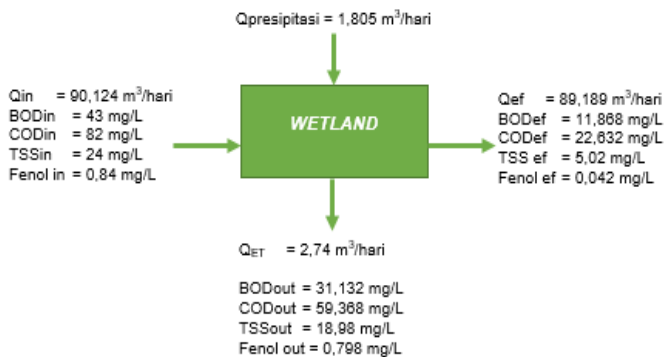 Qpresipitasi = 1,805 m³/hari
Qin = 90,124 m³/hari
BODin = 43 mg/L
CODin = 82 mg/L
TSSin = 24 mg/L
Fenol in = 0,84 mg/L
WETLAND
Qef = 89,189 m³/hari
BODef = 11,868 mg/L
CODef = 22,632 mg/L
TSS ef = 5,02 mg/L
Fenol ef = 0,042 mg/L
QET = 2,74 m³/hari
BODout = 31,132 mg/L
CODout = 59,368 mg/L
TSSout = 18,98 mg/L
Fenol out = 0,798 mg/L